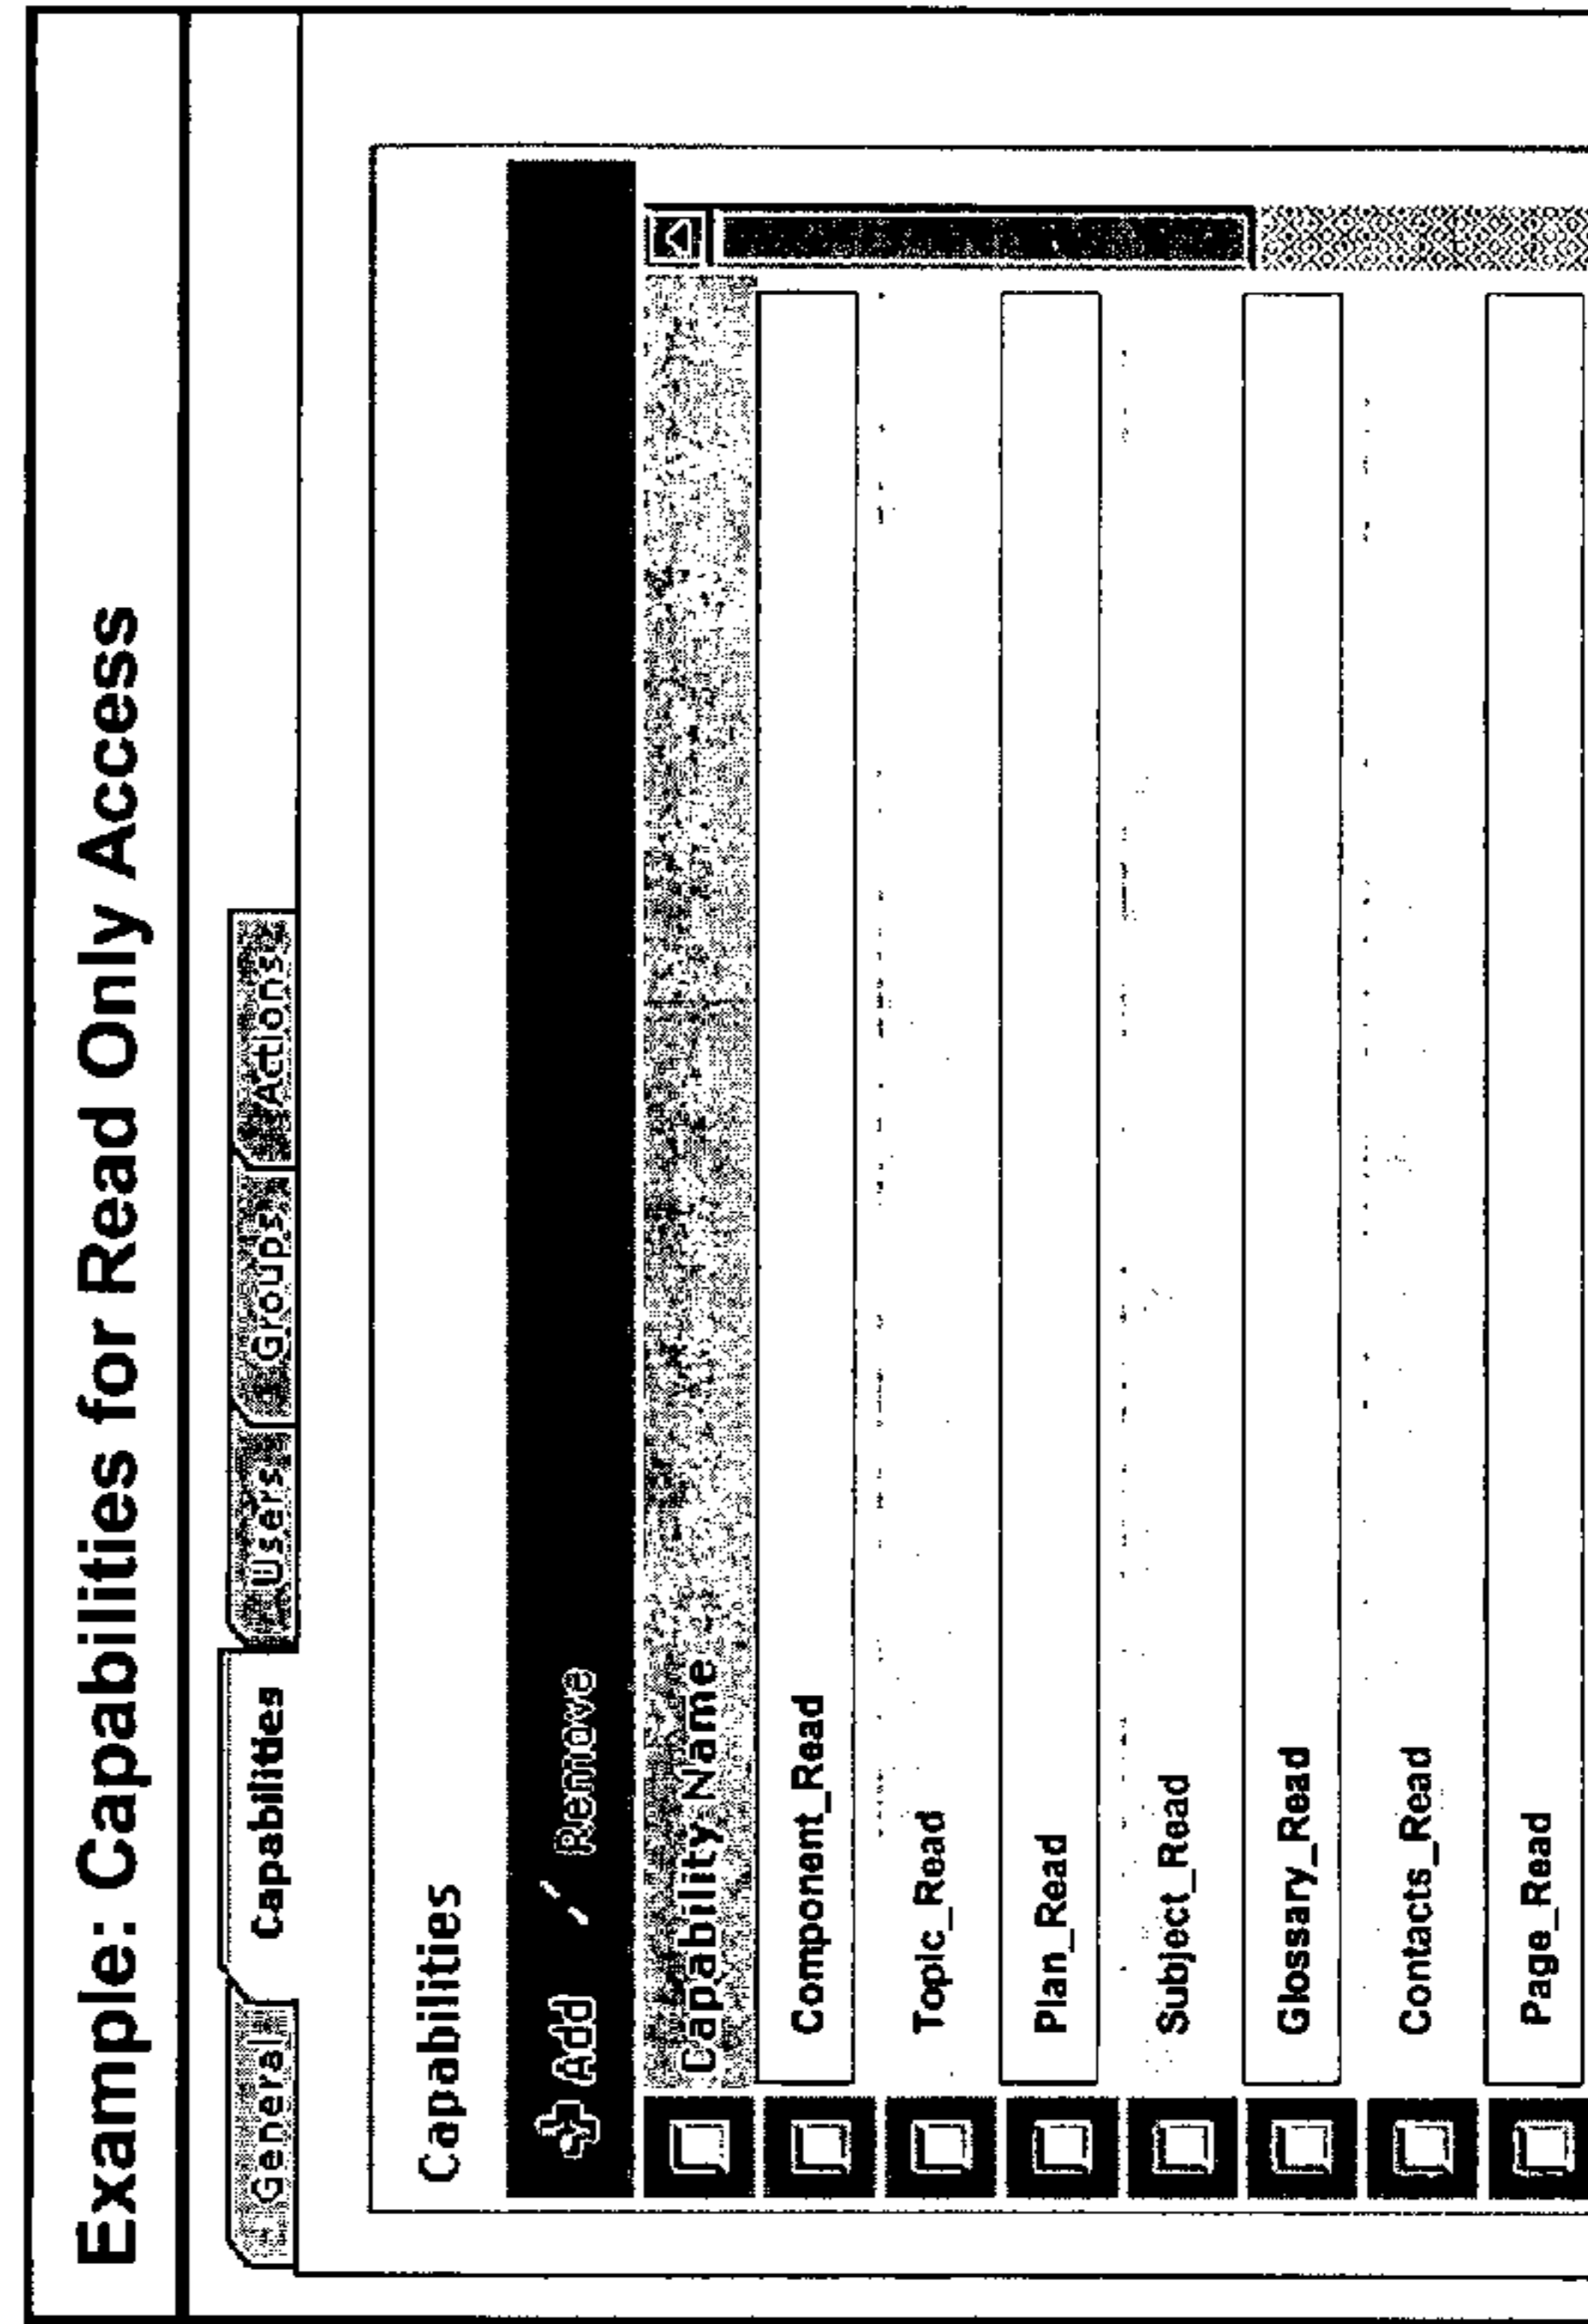 Example: Capabilities for Read Only Access
General Capabilities Users Groups Actions
Capabilities
Add / Remove
Capability Name
Component_Read
Topic_Read
Plan_Read
Subject_Read
Glossary_Read
Contacts_Read
Page_Read